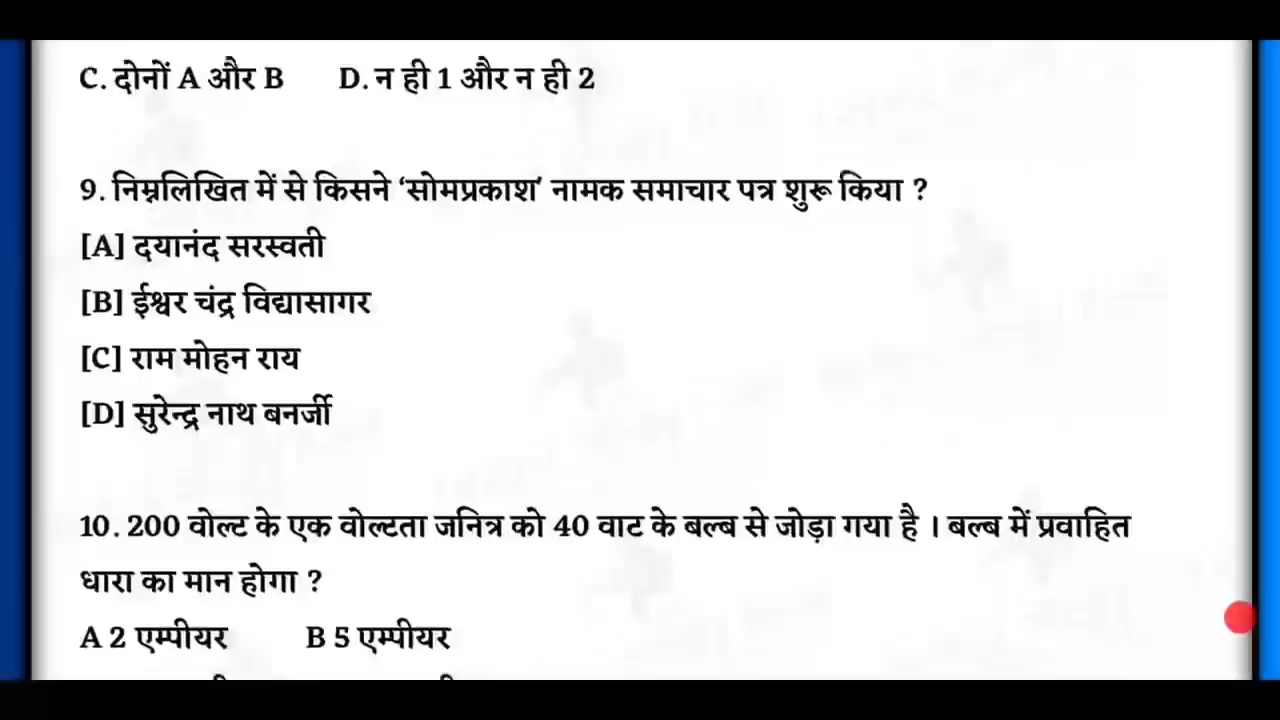 C. दोनों A और B D. न ही 1 और न ही 2
9. निम्नलिखित में से किसने ‘सोमप्रकाश’ नामक समाचार पत्र शुरू किया ?
[A] दयानंद सरस्वती
[B] ईश्वर चंद्र विद्यासागर
[C] राम मोहन राय
[D] सुरेन्द्र नाथ बनर्जी
10. 200 वोल्ट के एक वोल्टता जनित्र को 40 वाट के बल्ब से जोड़ा गया है । बल्ब में प्रवाहित
धारा का मान होगा ?
A 2 एम्पीयर B 5 एम्पीयर